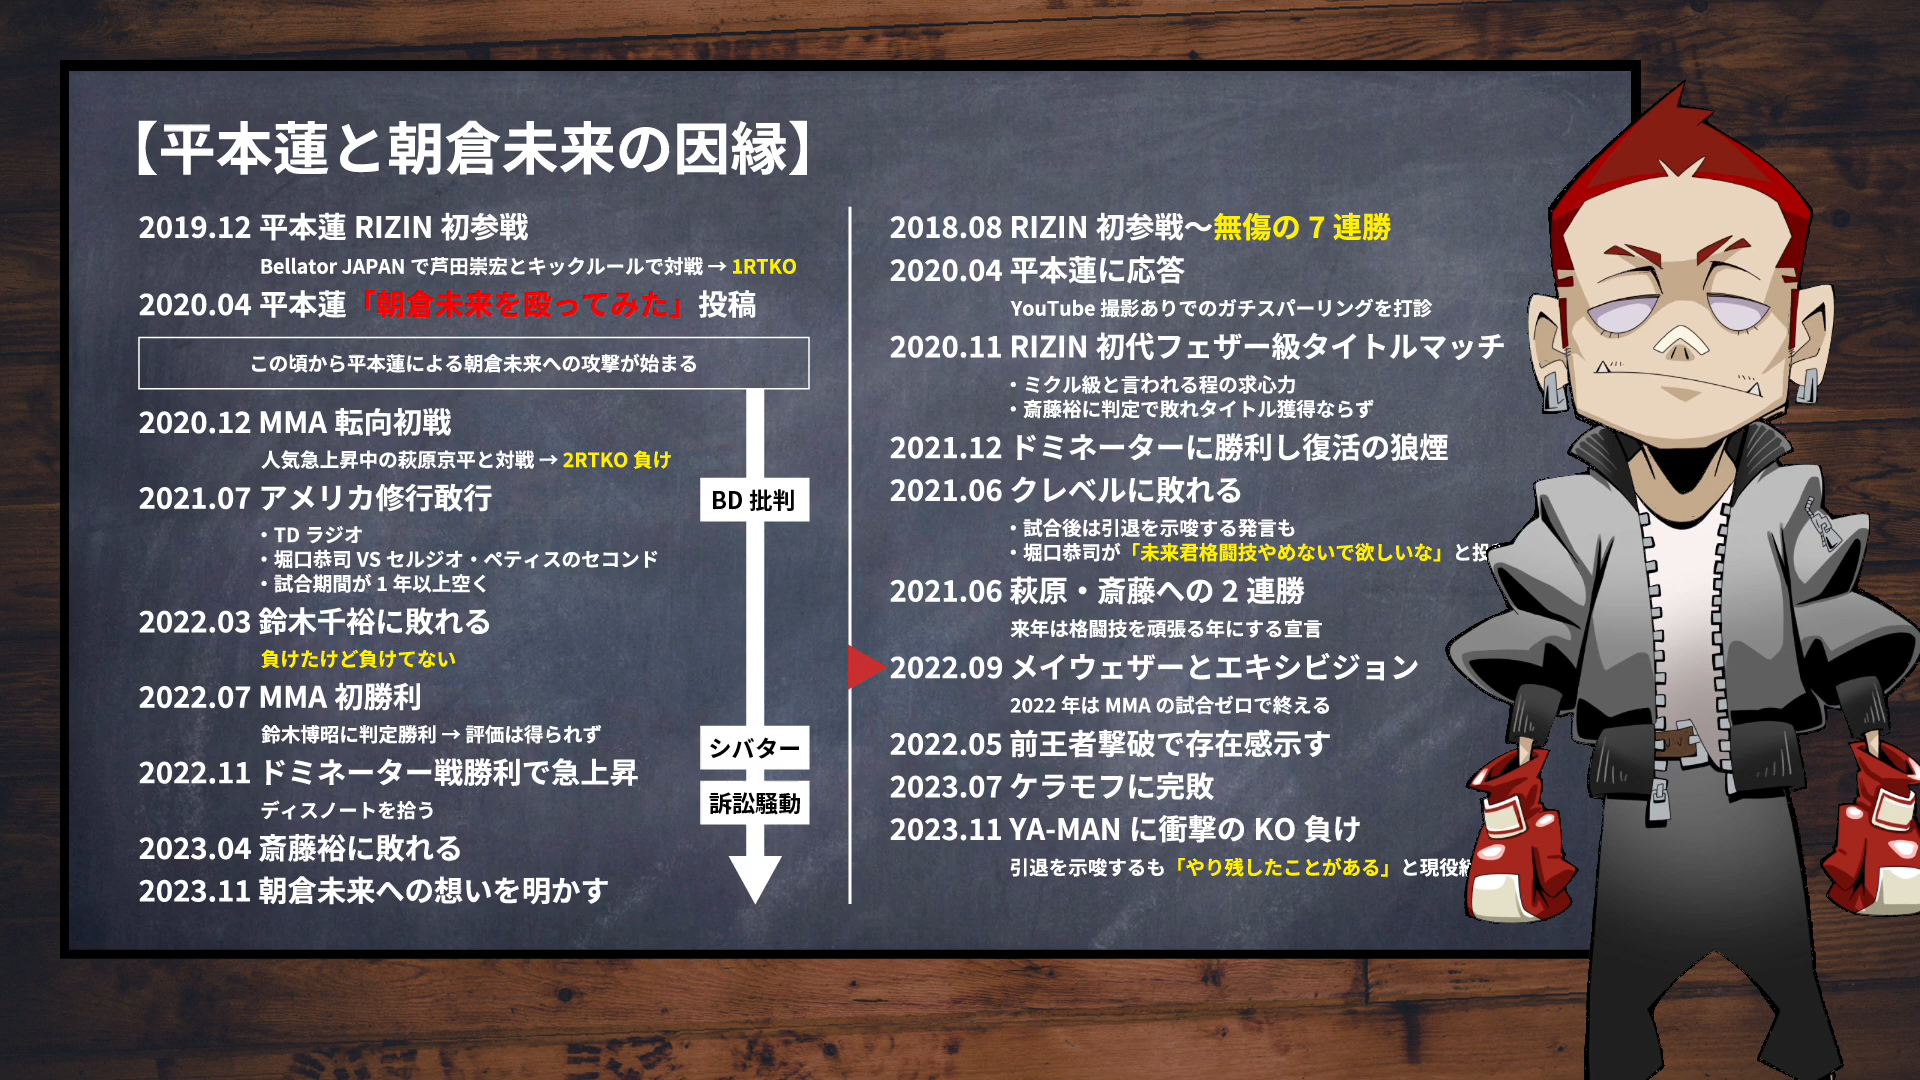 【平本蓮と朝倉未来の因縁】
2019.12 平本蓮 RIZIN 初参戦
Bellator JAPAN で芦田崇宏とキックルールで対戦 → 1RTKO
2020.04 平本蓮「朝倉未来を殴ってみた」投稿
この頃から平本蓮による朝倉未来への攻撃が始まる
2020.12 MMA 転向初戦
人気急上昇中の萩原京平と対戦 → 2RTKO 負け
2021.07 アメリカ修行敢行
・TD ラジオ
・堀口恭司 VS セルジオ・ペティスのセコンド
・試合期間が 1 年以上空く
2022.03 鈴木千裕に敗れる
負けたけど負けてない
2022.07 MMA 初勝利
鈴木博昭に判定勝利 → 評価は得られず
2022.11 ドミネーター戦勝利で急上昇
ディスノートを拾う
2023.04 斎藤裕に敗れる
2023.11 朝倉未来への想いを明かす
BD 批判
シバター
訴訟騒動
2018.08 RIZIN 初参戦〜無傷の 7 連勝
2020.04 平本蓮に応答
YouTube 撮影ありでのガチスパーリングを打診
2020.11 RIZIN 初代フェザー級タイトルマッチ
・ミクル級と言われる程の求心力
・斎藤裕に判定で敗れタイトル獲得ならず
2021.12 ドミネーターに勝利し復活の狼煙
2021.06 クレベルに敗れる
・試合後は引退を示唆する発言も
・堀口恭司が「未来君格闘技やめないで欲しいな」と投
2021.06 萩原・斎藤への 2 連勝
来年は格闘技を頑張る年にする宣言
2022.09 メイウェザーとエキシビジョン
2022 年は MMA の試合ゼロで終える
2022.05 前王者撃破で存在感示す
2023.07 ケラモフに完敗
2023.11 YA-MAN に衝撃の KO 負け
引退を示唆するも「やり残したことがある」と現役